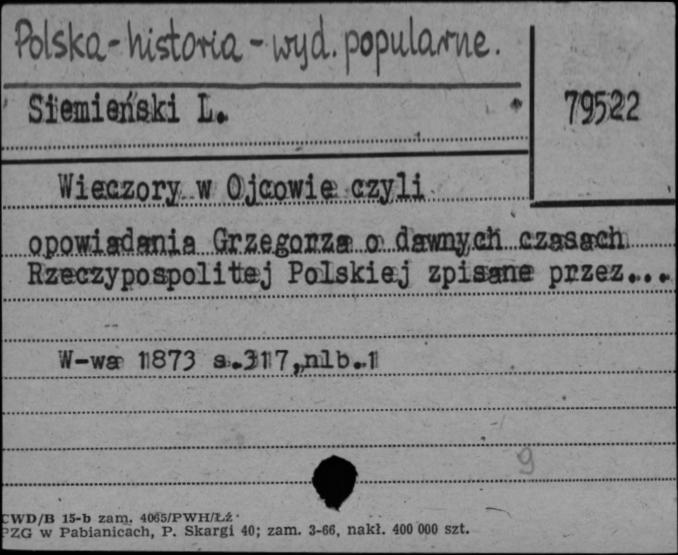 Polska-historia-wyd. popularne.
Siemieński L.
79522
Wieczory w Ojcowie czyli
opowiadania Grzegorza o dawnych czasach
Rzeczypospolitej Polskiej zpisane przez...
W-wa 1873 s.317,nlb.1
9
CWD/B 15-b zam. 4065/PWH/Łź
PZG w Pabianicach, P. Skargi 40; zam. 3-66, nakł. 400 000 szt.